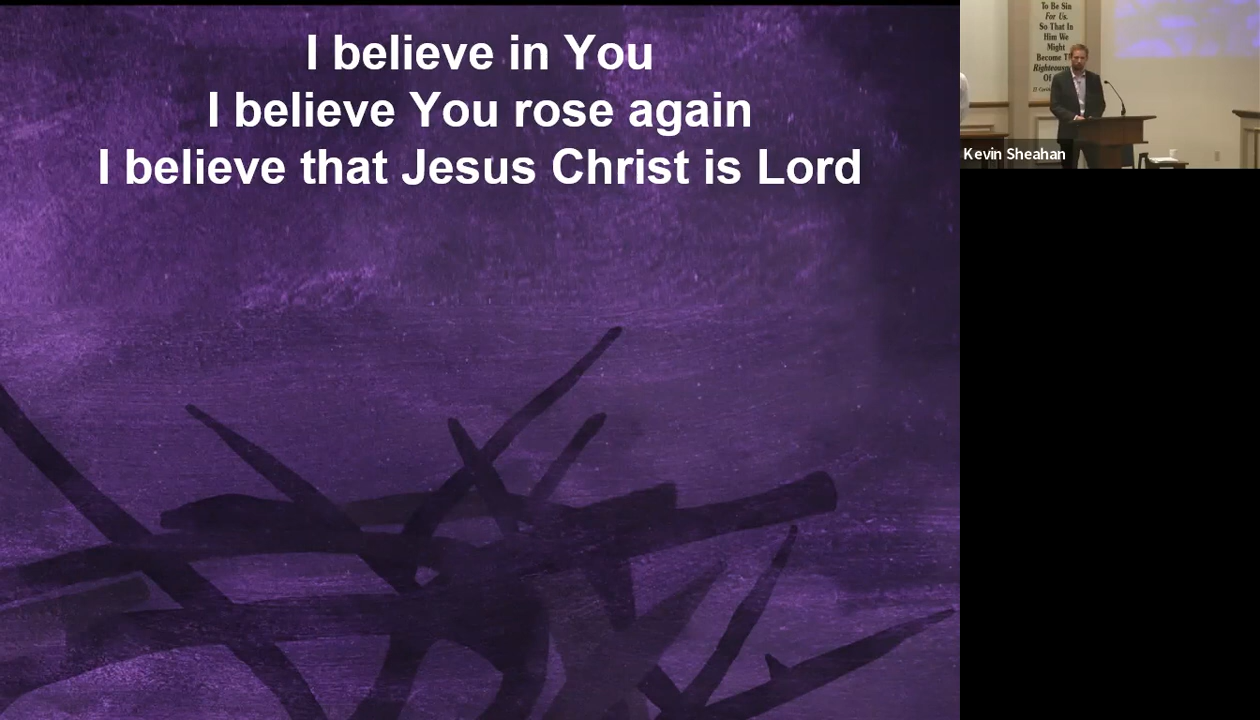 I believe in You
I believe You rose again
I believe that Jesus Christ is Lord
To Be Sin
For Us,
So That In
Him We
Might
Become
Of
Kevin Sheahan